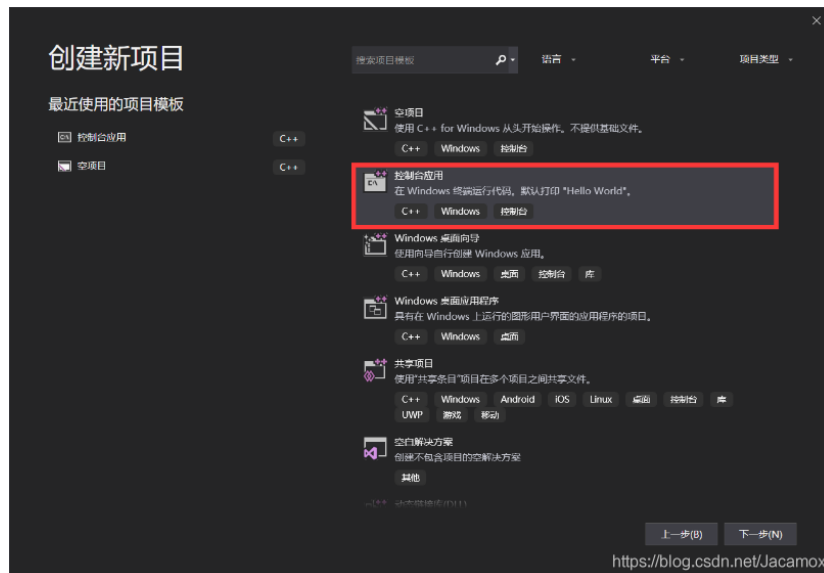 创建新项目
搜索项目模板
语言
平台
项目类型
最近使用的项目模板
控制台应用 C++
空项目 C++
空项目
使用 C++ for Windows 从头开始操作。不提供基础文件。
C++ Windows 控制台
控制台应用
在 Windows 终端运行代码。默认打印 "Hello World"。
C++ Windows 控制台
Windows 桌面向导
使用向导自行创建 Windows 应用。
C++ Windows 桌面 控制台 库
Windows 桌面应用程序
具有在 Windows 上运行的图形用户界面的应用程序的项目。
C++ Windows 桌面
共享项目
使用"共享条目"项目在多个项目之间共享文件。
C++ Windows Android iOS Linux 桌面 控制台 库
UWP 游戏 移动
空白解决方案
创建不包含项目的空解决方案
其他
动态链接库(DLL)
上一步(B) 下一步(N)
https://blog.csdn.net/Jacamox